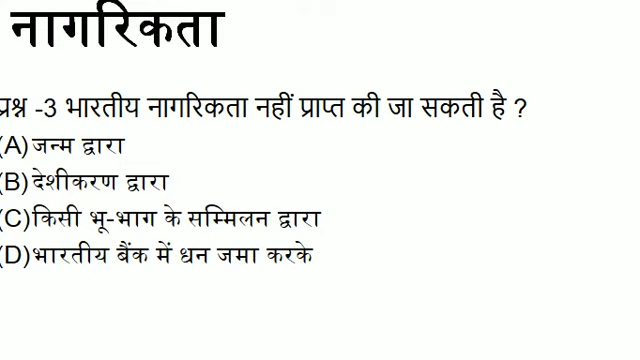 नागरिकता
प्रश्न -3 भारतीय नागरिकता नहीं प्राप्त की जा सकती है ?
(A) जन्म द्वारा
(B) देशीकरण द्वारा
(C) किसी भू-भाग के सम्मिलन द्वारा
(D) भारतीय बैंक में धन जमा करके